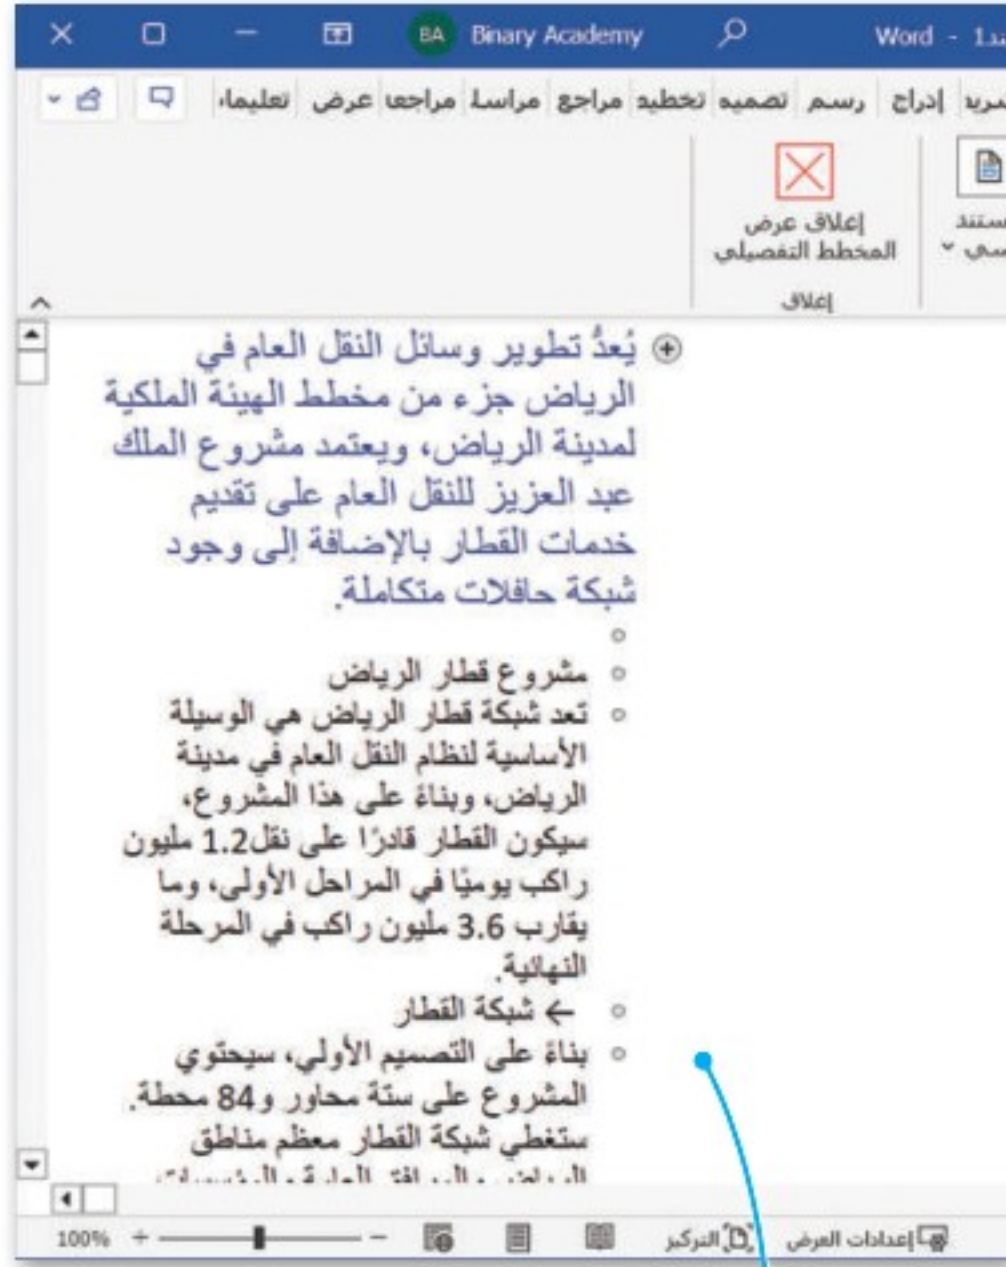 Word - Binary Academy BA
إدراج رسم تصميم تخطيط مراجع مراسلا مراجعا عرض تعليمات
إغلاق عرض
المخطط التفصيلي
إغلاق
يُعدُّ تطوير وسائل النقل العام في
الرياض جزء من مخطط الهيئة الملكية
لمدينة الرياض، ويعتمد مشروع الملك
عبد العزيز للنقل العام على تقديم
خدمات القطار بالإضافة إلى وجود
شبكة حافلات متكاملة.
مشروع قطار الرياض
تعد شبكة قطار الرياض هي الوسيلة
الأساسية لنظام النقل العام في مدينة
الرياض، وبناءً على هذا المشروع،
سيكون القطار قادرًا على نقل1.2 مليون
راكب يوميًا في المراحل الأولى، وما
يقارب 3.6 مليون راكب في المرحلة
النهائية.
← شبكة القطار
بناءً على التصميم الأولي، سيحتوي
المشروع على ستة محاور و84 محطة.
ستغطي شبكة القطار معظم مناطق
إعدادات العرض التركيز 100%